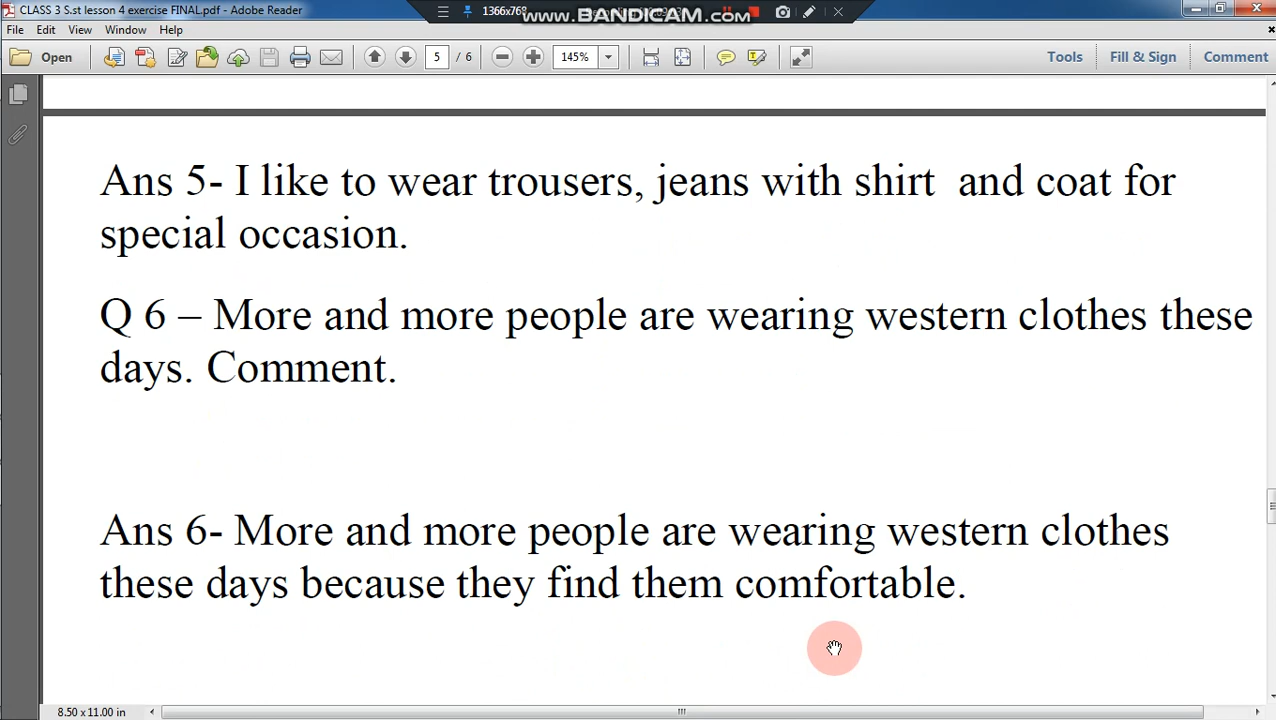 CLASS 3 S.st lesson 4 exercise FINAL.pdf - Adobe Reader
1366x768
www.BANDICAM.com
File Edit View Window Help
Open 5 / 6 145% Tools Fill & Sign Comment
Ans 5- I like to wear trousers, jeans with shirt and coat for
special occasion.
Q 6 – More and more people are wearing western clothes these
days. Comment.
Ans 6- More and more people are wearing western clothes
these days because they find them comfortable.
8.50 x 11.00 in